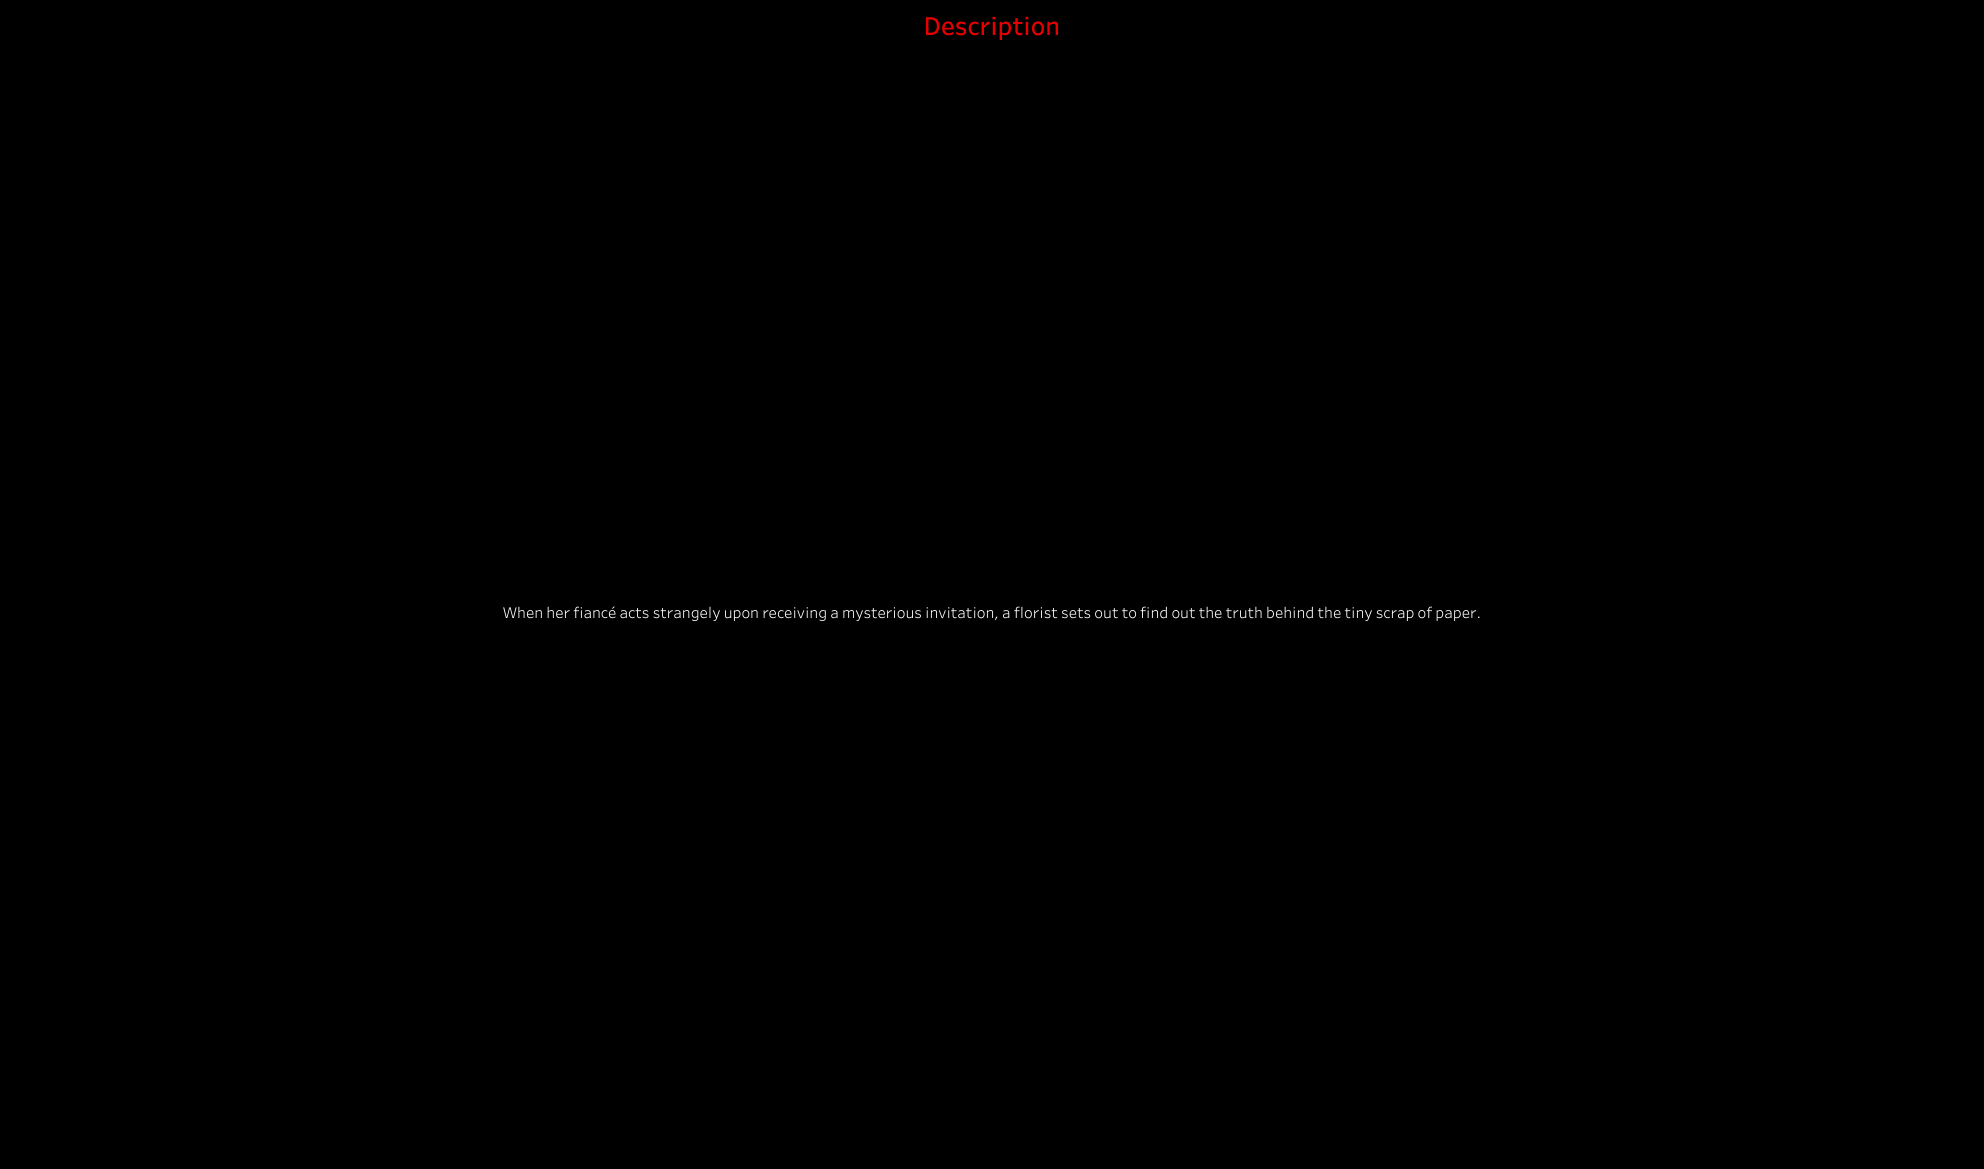 Description
When her fiancé acts strangely upon receiving a mysterious invitation, a florist sets out to find out the truth behind the tiny scrap of paper.